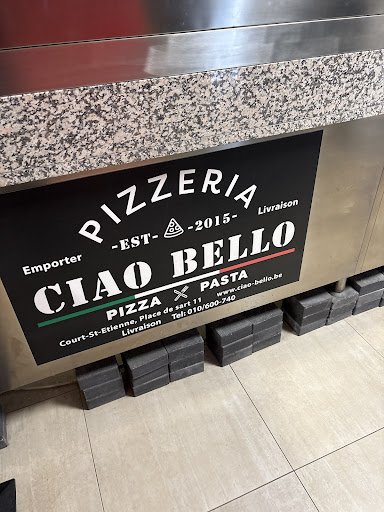 PIZZERIA
-EST- -2015-
Emporter
Livraison
CIAO BELLO
PIZZA PASTA
Court-St-Etienne, Place de sart 11 www.ciao-bello.be
Livraison Tel: 010/600-740